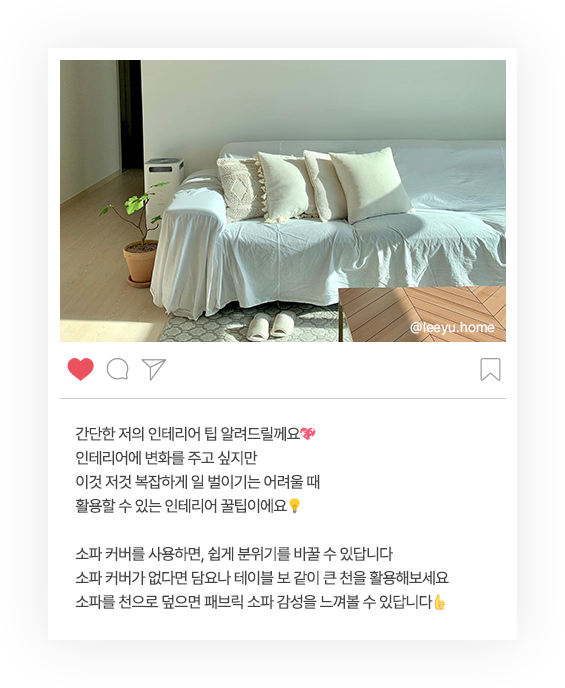 @leeyu.home
간단한 저의 인테리어 팁 알려드릴께요💖
인테리어에 변화를 주고 싶지만
이것 저것 복잡하게 일 벌이기는 어려울 때
활용할 수 있는 인테리어 꿀팁이에요💡
소파 커버를 사용하면, 쉽게 분위기를 바꿀 수 있답니다
소파 커버가 없다면 담요나 테이블 보 같이 큰 천을 활용해보세요
소파를 천으로 덮으면 패브릭 소파 감성을 느껴볼 수 있답니다👍